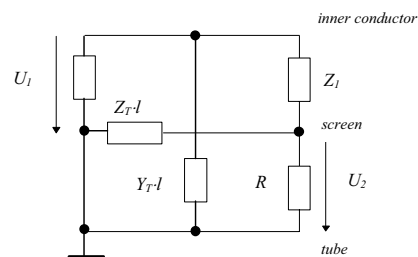 inner conductor
U1
Z1
ZT·l
screen
YT·l
R
U2
tube